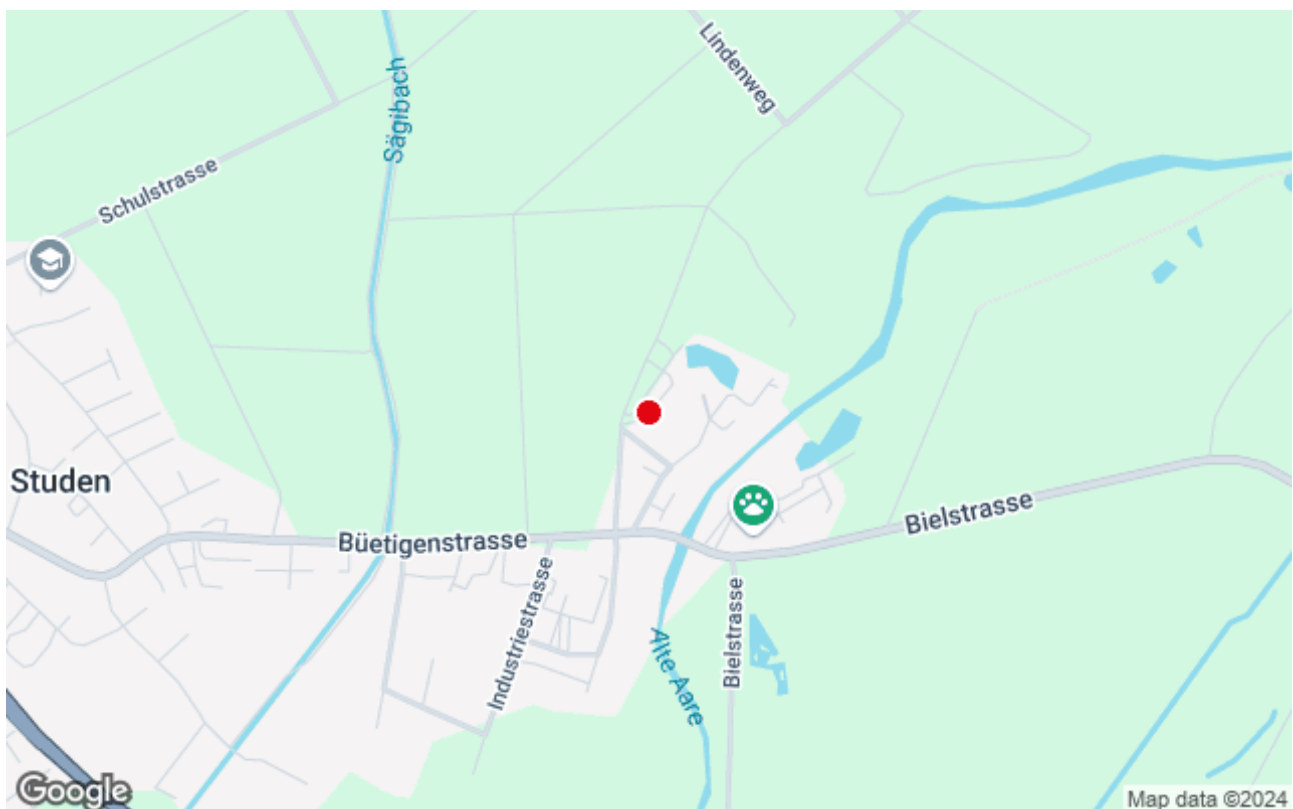 Lindenweg
Sägibach
Schulstrasse
Studen
Büetigenstrasse
Bielstrasse
Industriestrasse
Alte Aare
Bielstrasse
Google
Map data ©2024